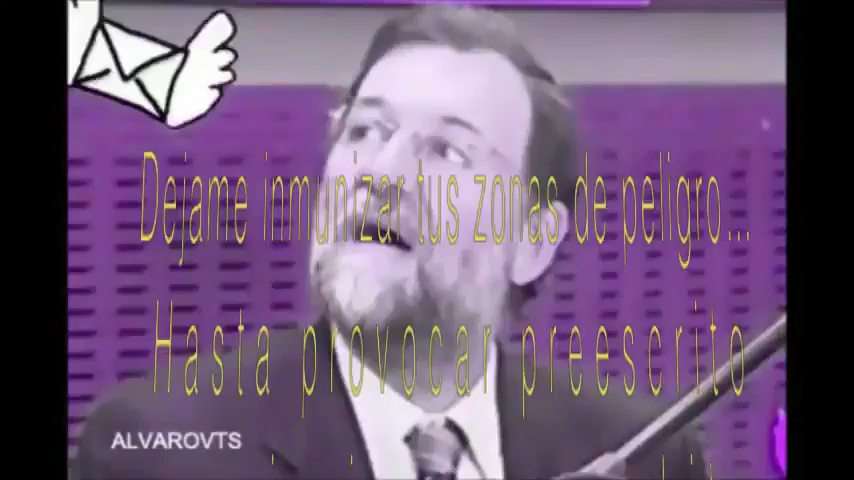 Dejame inmunizar tus zonas de peligro...
Hasta provocar preescrito
ALVAROVTS